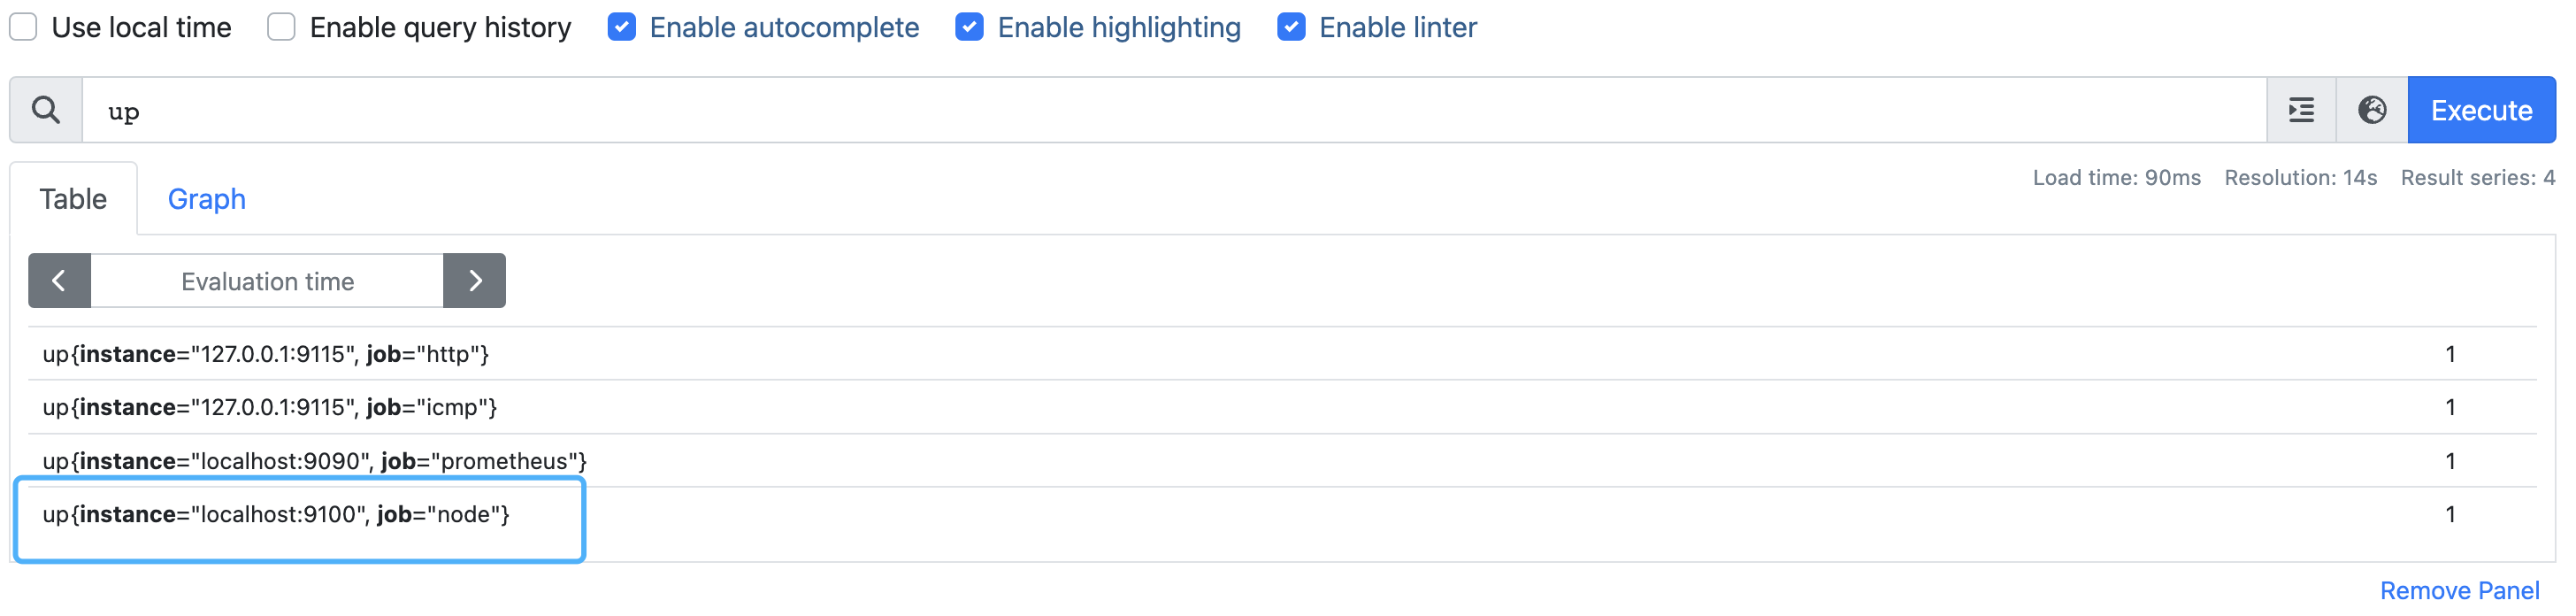 Use local time Enable query history Enable autocomplete Enable highlighting Enable linter
up Execute
Table Graph Load time: 90ms Resolution: 14s Result series: 4
Evaluation time
up{instance="127.0.0.1:9115", job="http"} 1
up{instance="127.0.0.1:9115", job="icmp"} 1
up{instance="localhost:9090", job="prometheus"} 1
up{instance="localhost:9100", job="node"} 1
Remove Panel